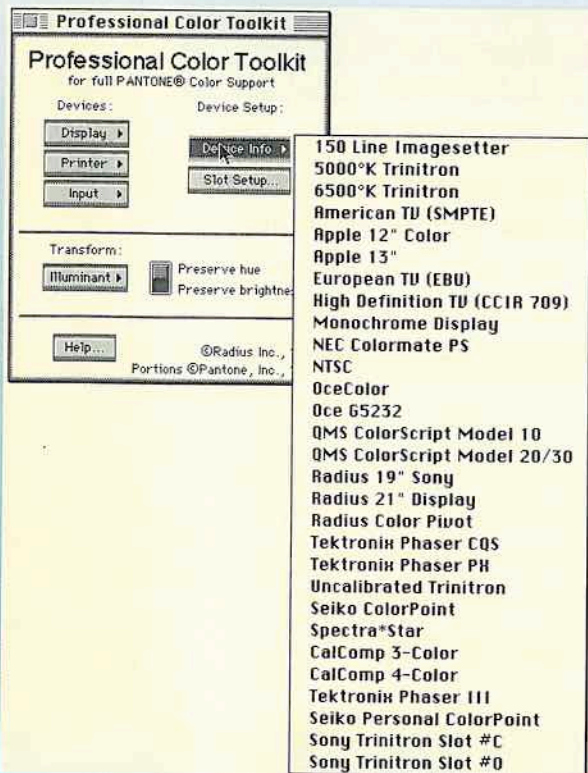 Professional Color Toolkit
Professional Color Toolkit
for full PANTONE® Color Support
Devices:
Device Setup:
Display
Printer
Input
Device Info
Slot Setup...
Transform:
Illuminant
Preserve hue
Preserve brightne
Help...
©Radius Inc.,
Portions ©Pantone, Inc.,
150 Line Imagesetter
5000°K Trinitron
6500°K Trinitron
American TV (SMPTE)
Apple 12" Color
Apple 13"
European TV (EBU)
High Definition TV (CCIR 709)
Monochrome Display
NEC Colormate PS
NTSC
OceColor
Oce G5232
QMS ColorScript Model 10
QMS ColorScript Model 20/30
Radius 19" Sony
Radius 21" Display
Radius Color Pivot
Tektronix Phaser CQS
Tektronix Phaser PX
Uncalibrated Trinitron
Seiko ColorPoint
Spectra*Star
CalComp 3-Color
CalComp 4-Color
Tektronix Phaser III
Seiko Personal ColorPoint
Sony Trinitron Slot #C
Sony Trinitron Slot #0